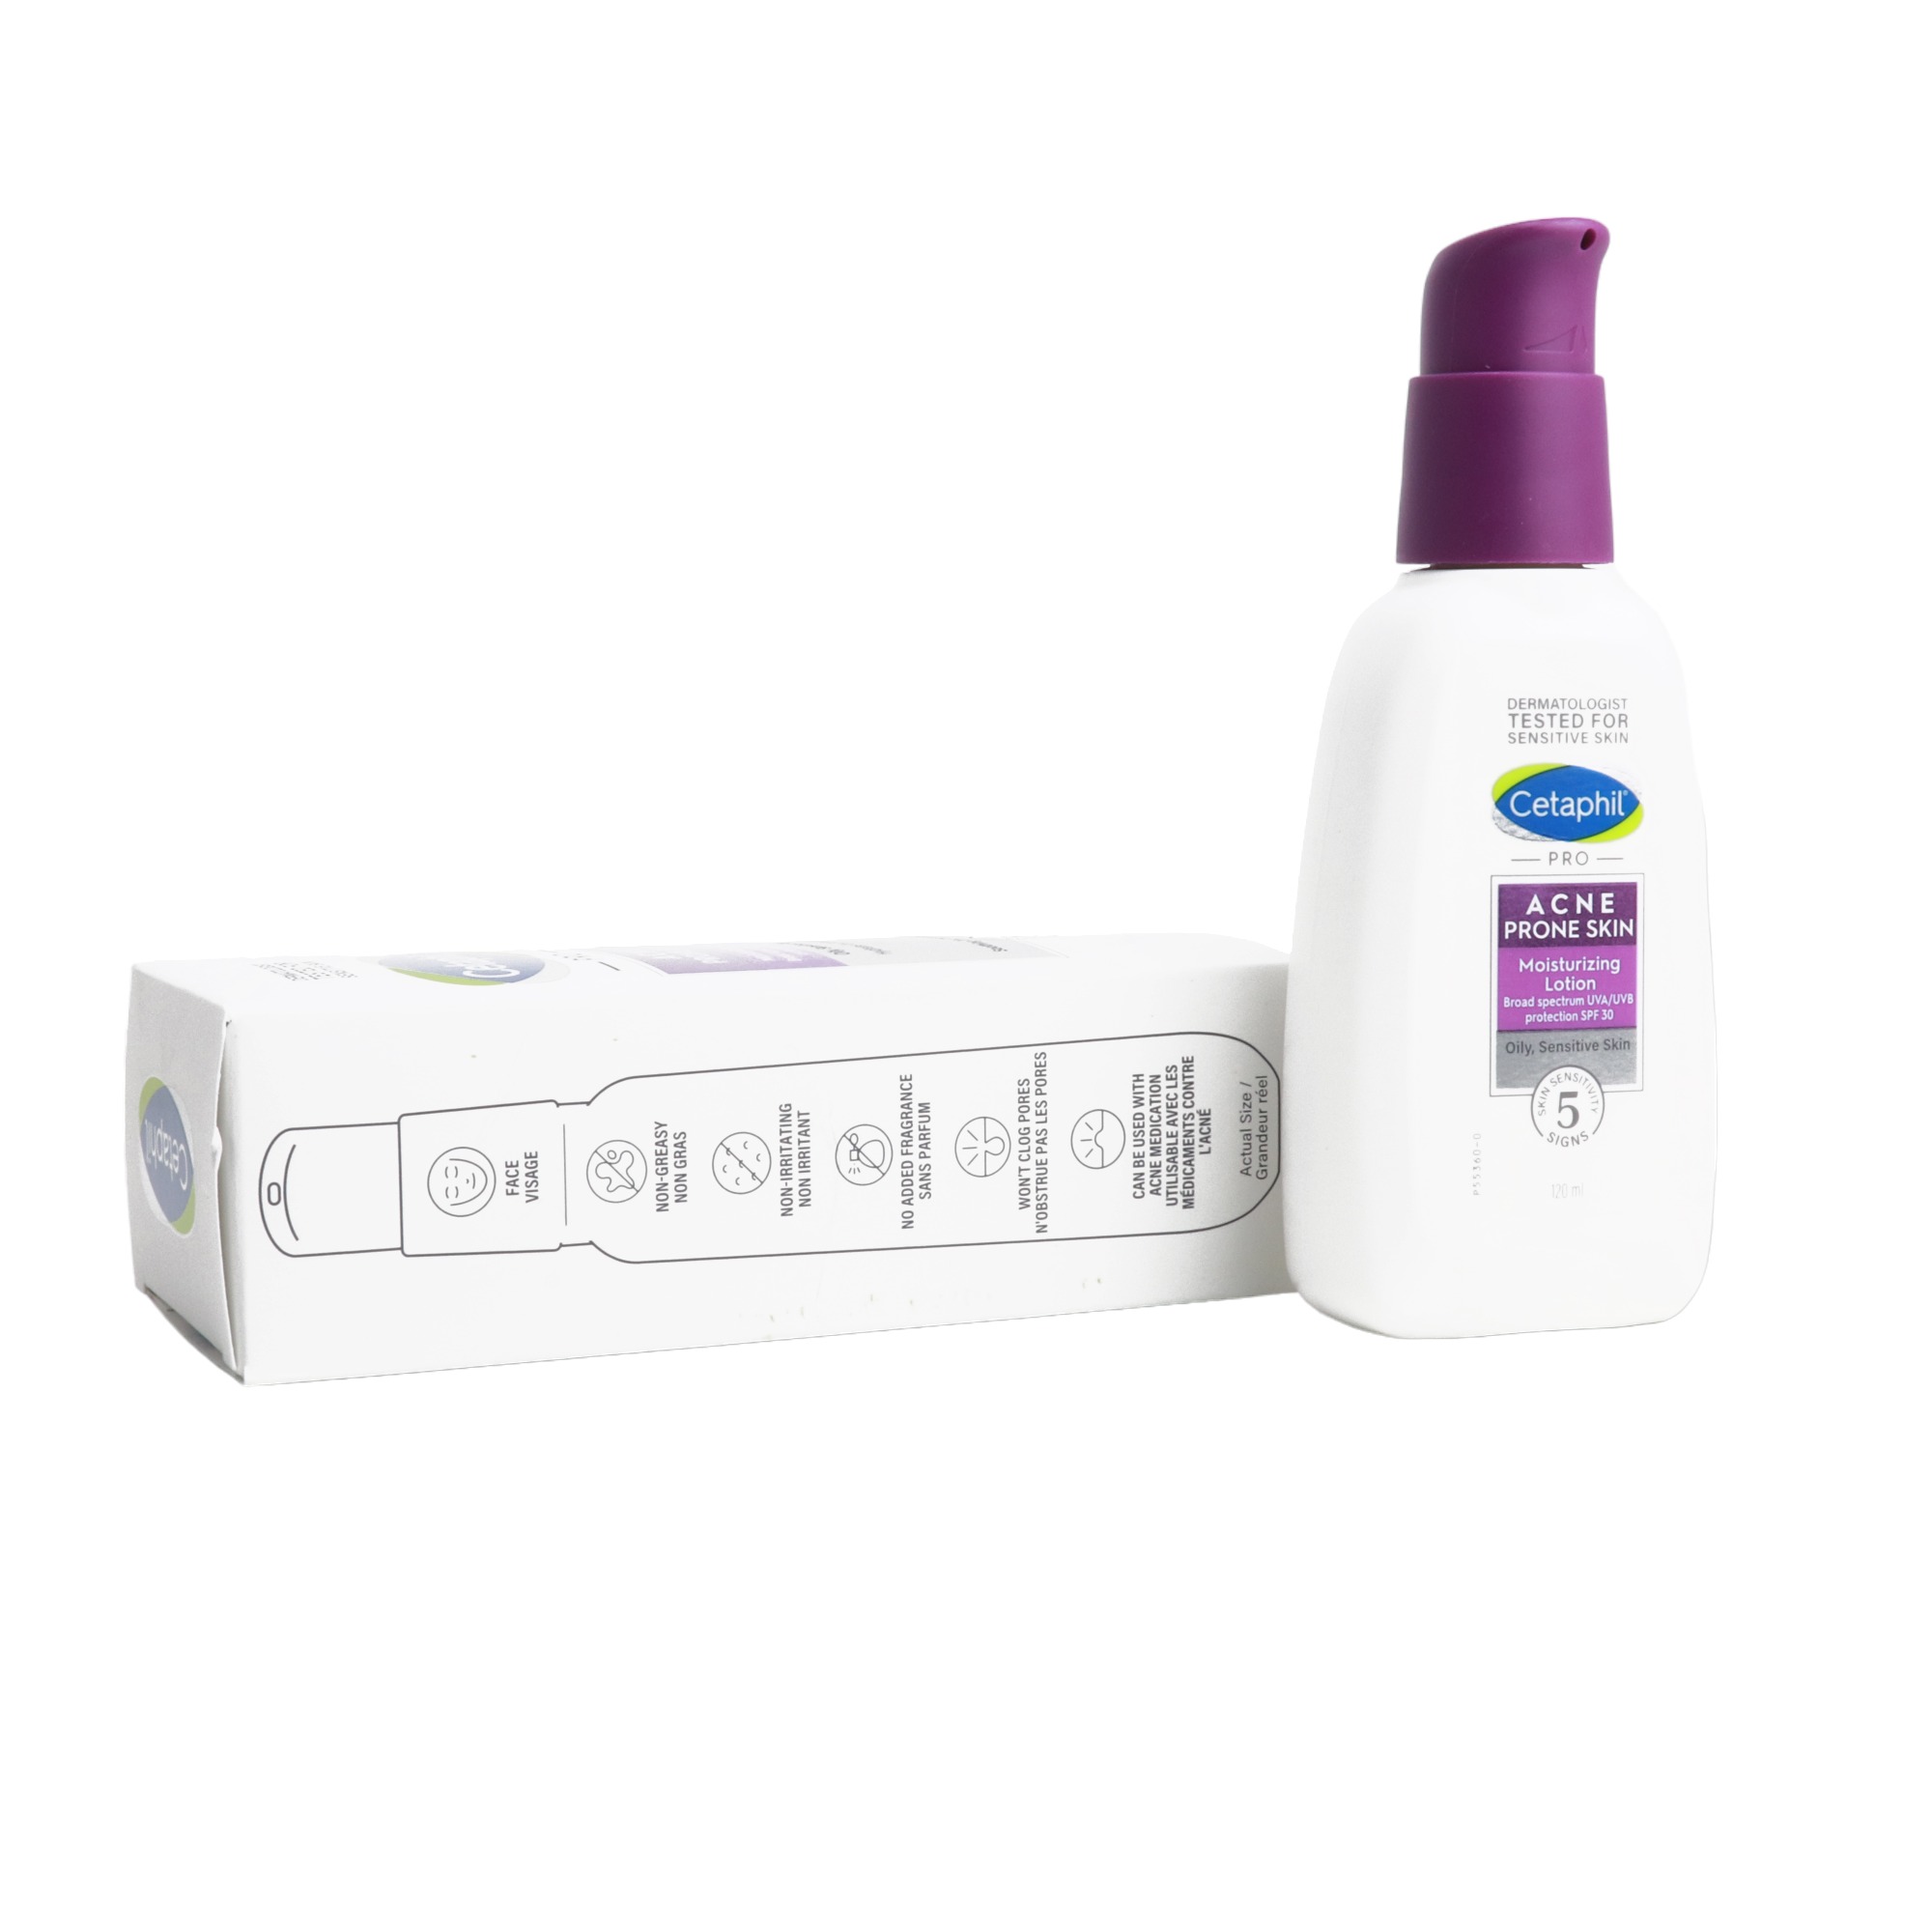 DERMATOLOGIST
TESTED FOR
SENSITIVE SKIN
Cetaphil®
PRO
ACNE
PRONE SKIN
Moisturizing
Lotion
Broad spectrum UVA/UVB
protection SPF 30
Oily, Sensitive Skin
SKIN SENSITIVITY
5
SIGNS
P55360-0
120 ml
Cetaphil
FACE
VISAGE
NON-GREASY
NON GRAS
NON-IRRITATING
NON IRRITANT
NO ADDED FRAGRANCE
SANS PARFUM
WON'T CLOG PORES
N'OBSTRUE PAS LES PORES
CAN BE USED WITH
ACNE MEDICATION
UTILISABLE AVEC LES
MÉDICAMENTS CONTRE
L'ACNÉ
Actual Size /
Grandeur réel